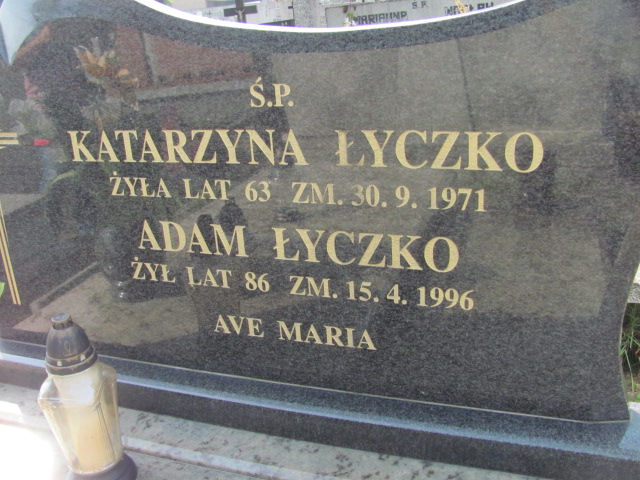 Ś.P.
KATARZYNA ŁYCZKO
ŻYŁA LAT 63 ZM. 30. 9. 1971
ADAM ŁYCZKO
ŻYŁ LAT 86 ZM. 15. 4. 1996
AVE MARIA